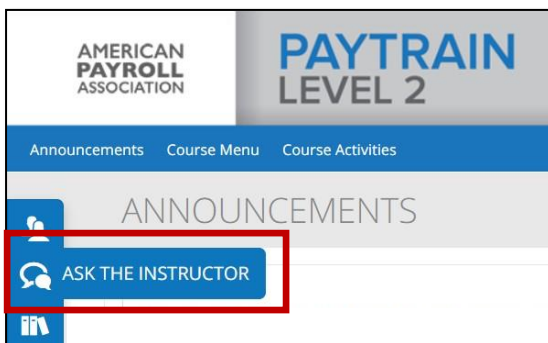 AMERICAN
PAYROLL
ASSOCIATION
PAYTRAIN
LEVEL 2
Announcements Course Menu Course Activities
ANNOUNCEMENTS
ASK THE INSTRUCTOR